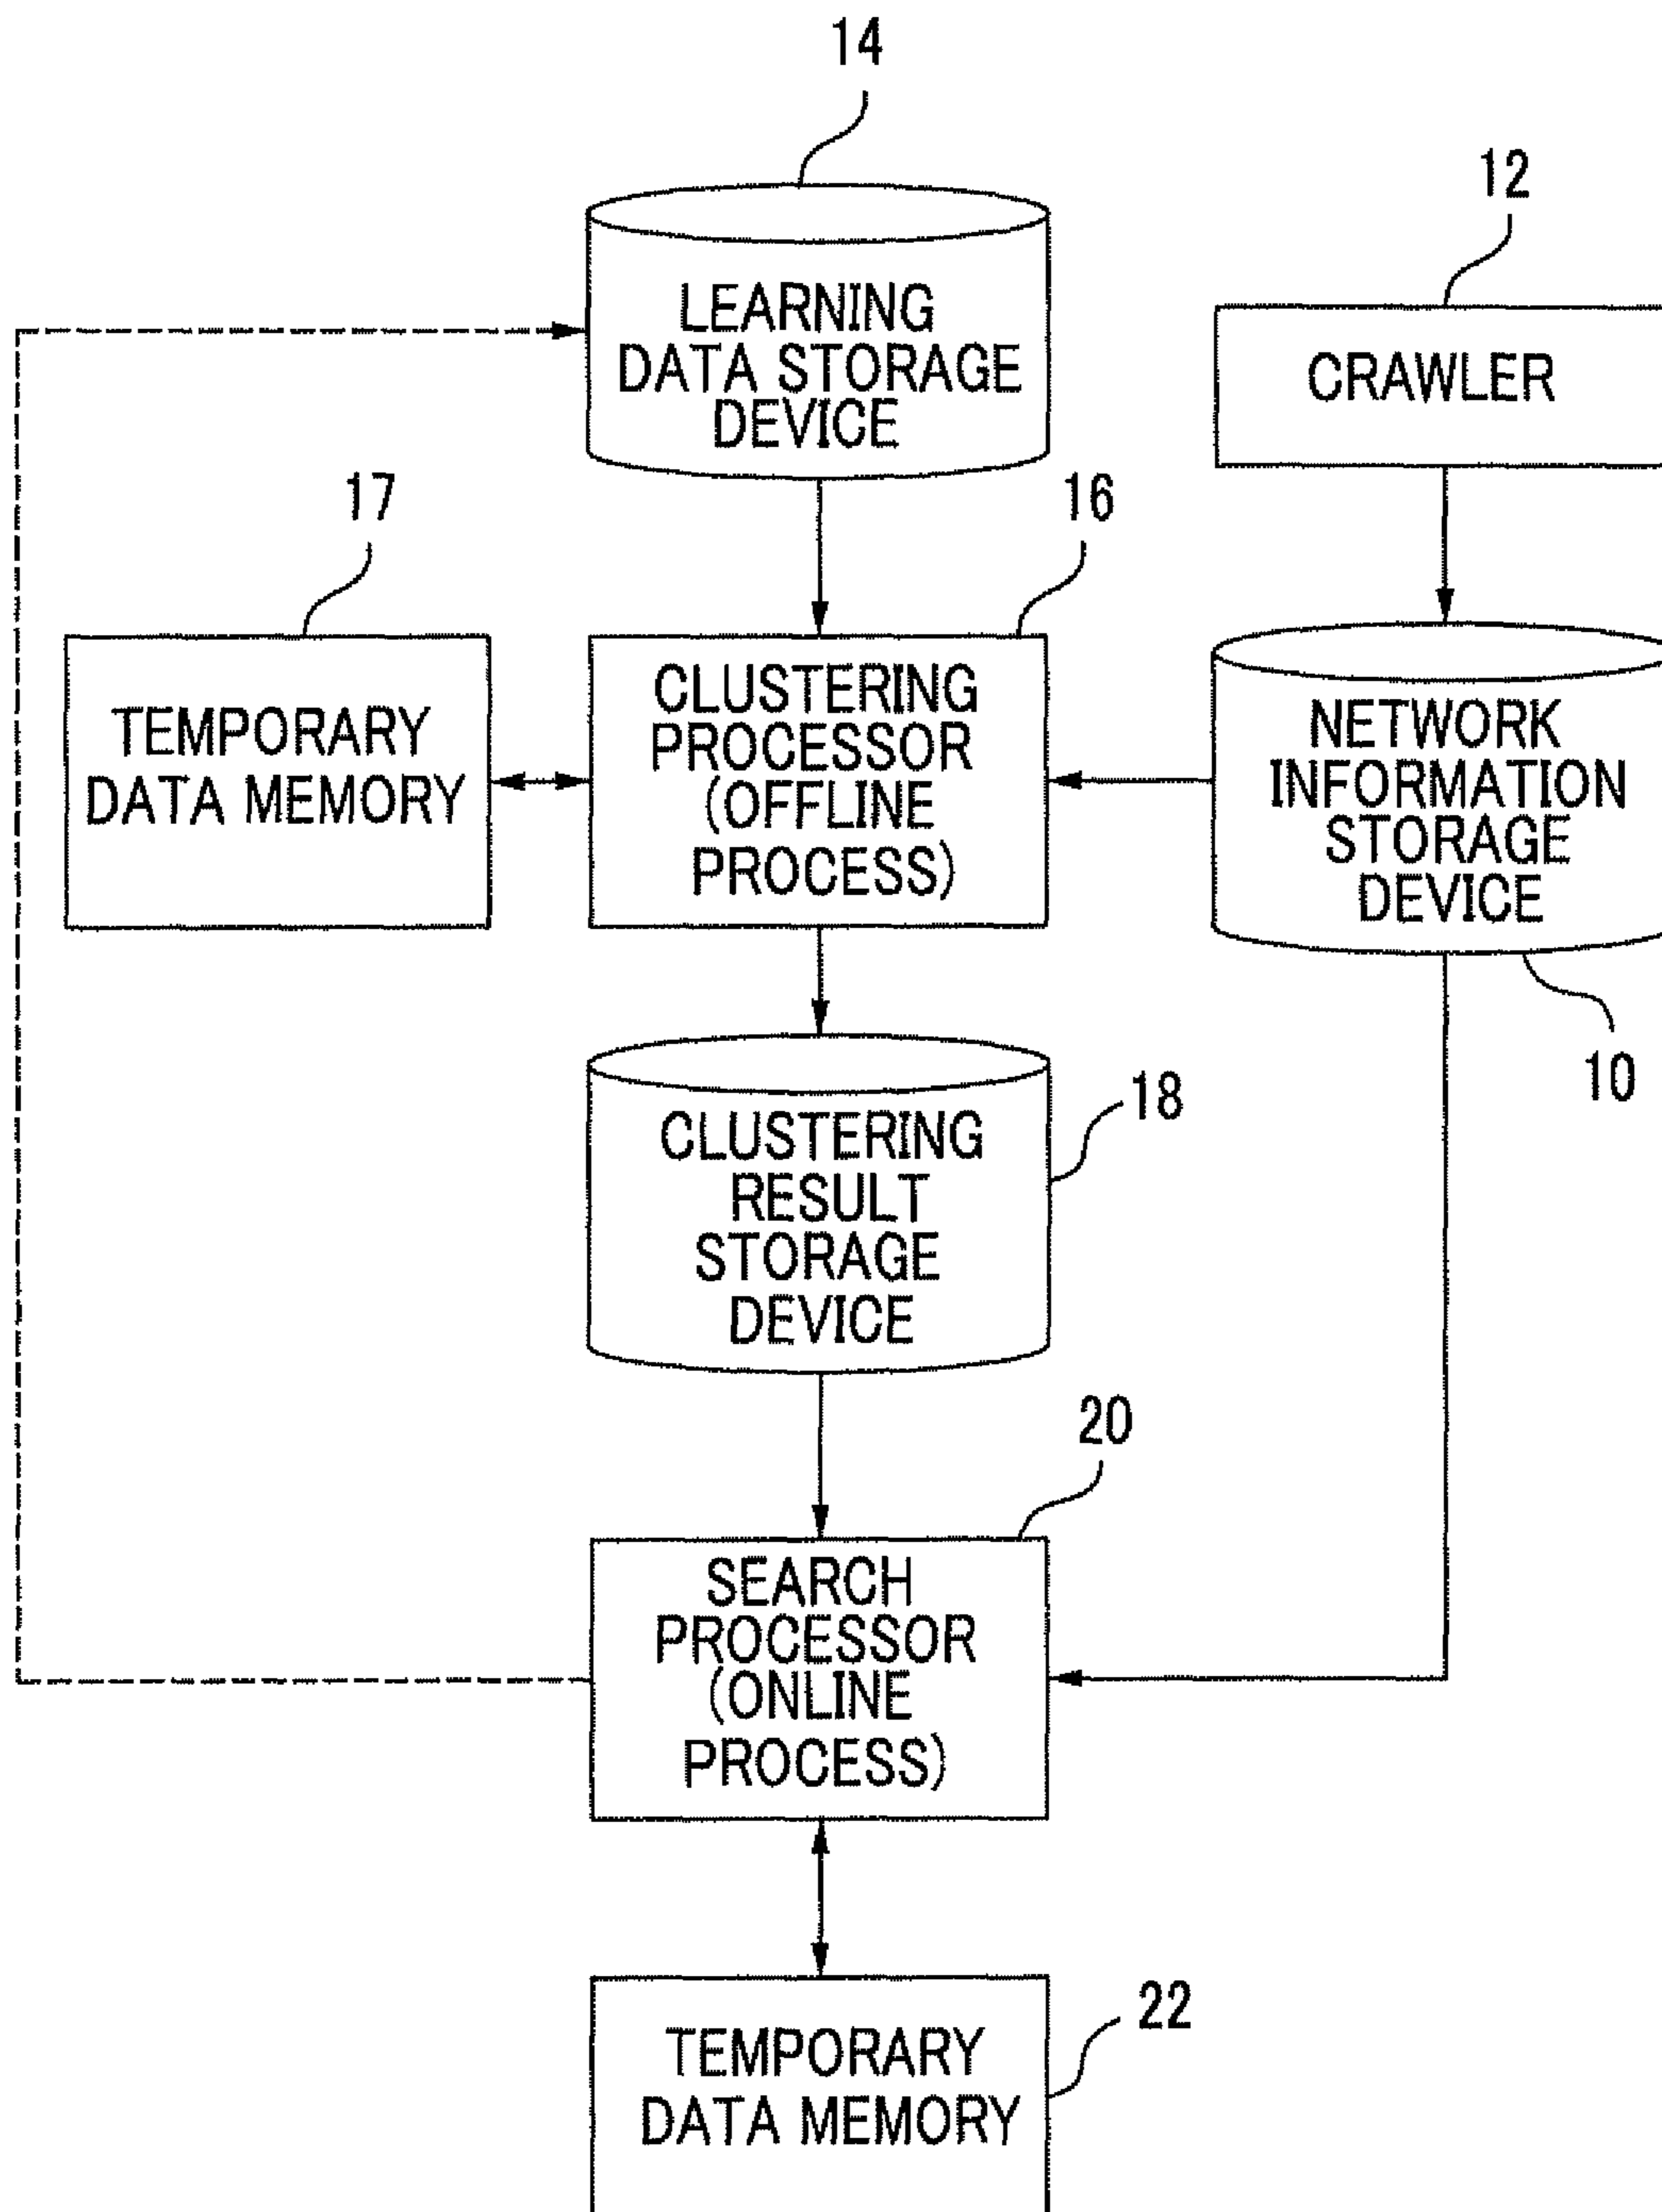 14
12
LEARNING
DATA STORAGE
DEVICE
CRAWLER
17
16
TEMPORARY
DATA MEMORY
CLUSTERING
PROCESSOR
(OFFLINE
PROCESS)
NETWORK
INFORMATION
STORAGE
DEVICE
10
CLUSTERING
RESULT
STORAGE
DEVICE
18
20
SEARCH
PROCESSOR
(ONLINE
PROCESS)
22
TEMPORARY
DATA MEMORY